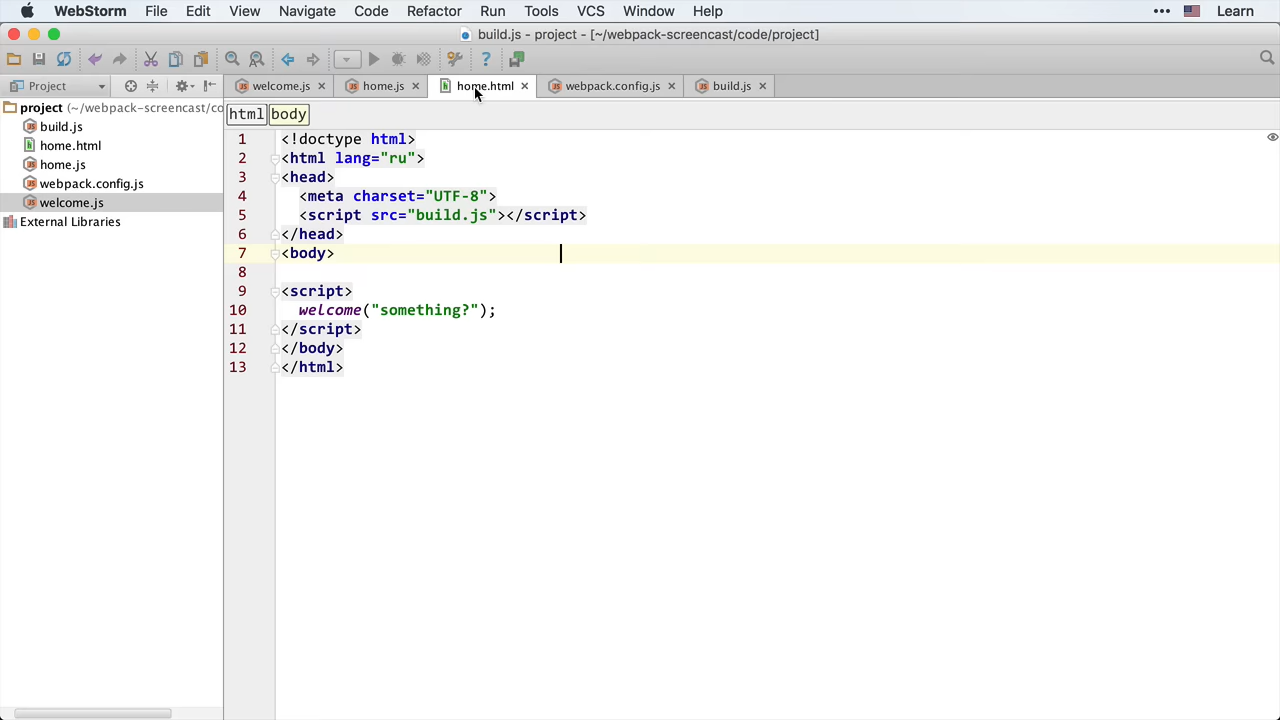 WebStorm File Edit View Navigate Code Refactor Run Tools VCS Window Help ••• Learn
build.js - project - [~/webpack-screencast/code/project]
Project welcome.js home.js home.html webpack.config.js build.js
html body
project (~/webpack-screencast/co
build.js
home.html
home.js
webpack.config.js
welcome.js
External Libraries
1 <!doctype html>
2 <html lang="ru">
3 <head>
4 <meta charset="UTF-8">
5 <script src="build.js"></script>
6 </head>
7 <body>
8
9 <script>
10 welcome("something?");
11 </script>
12 </body>
13 </html>